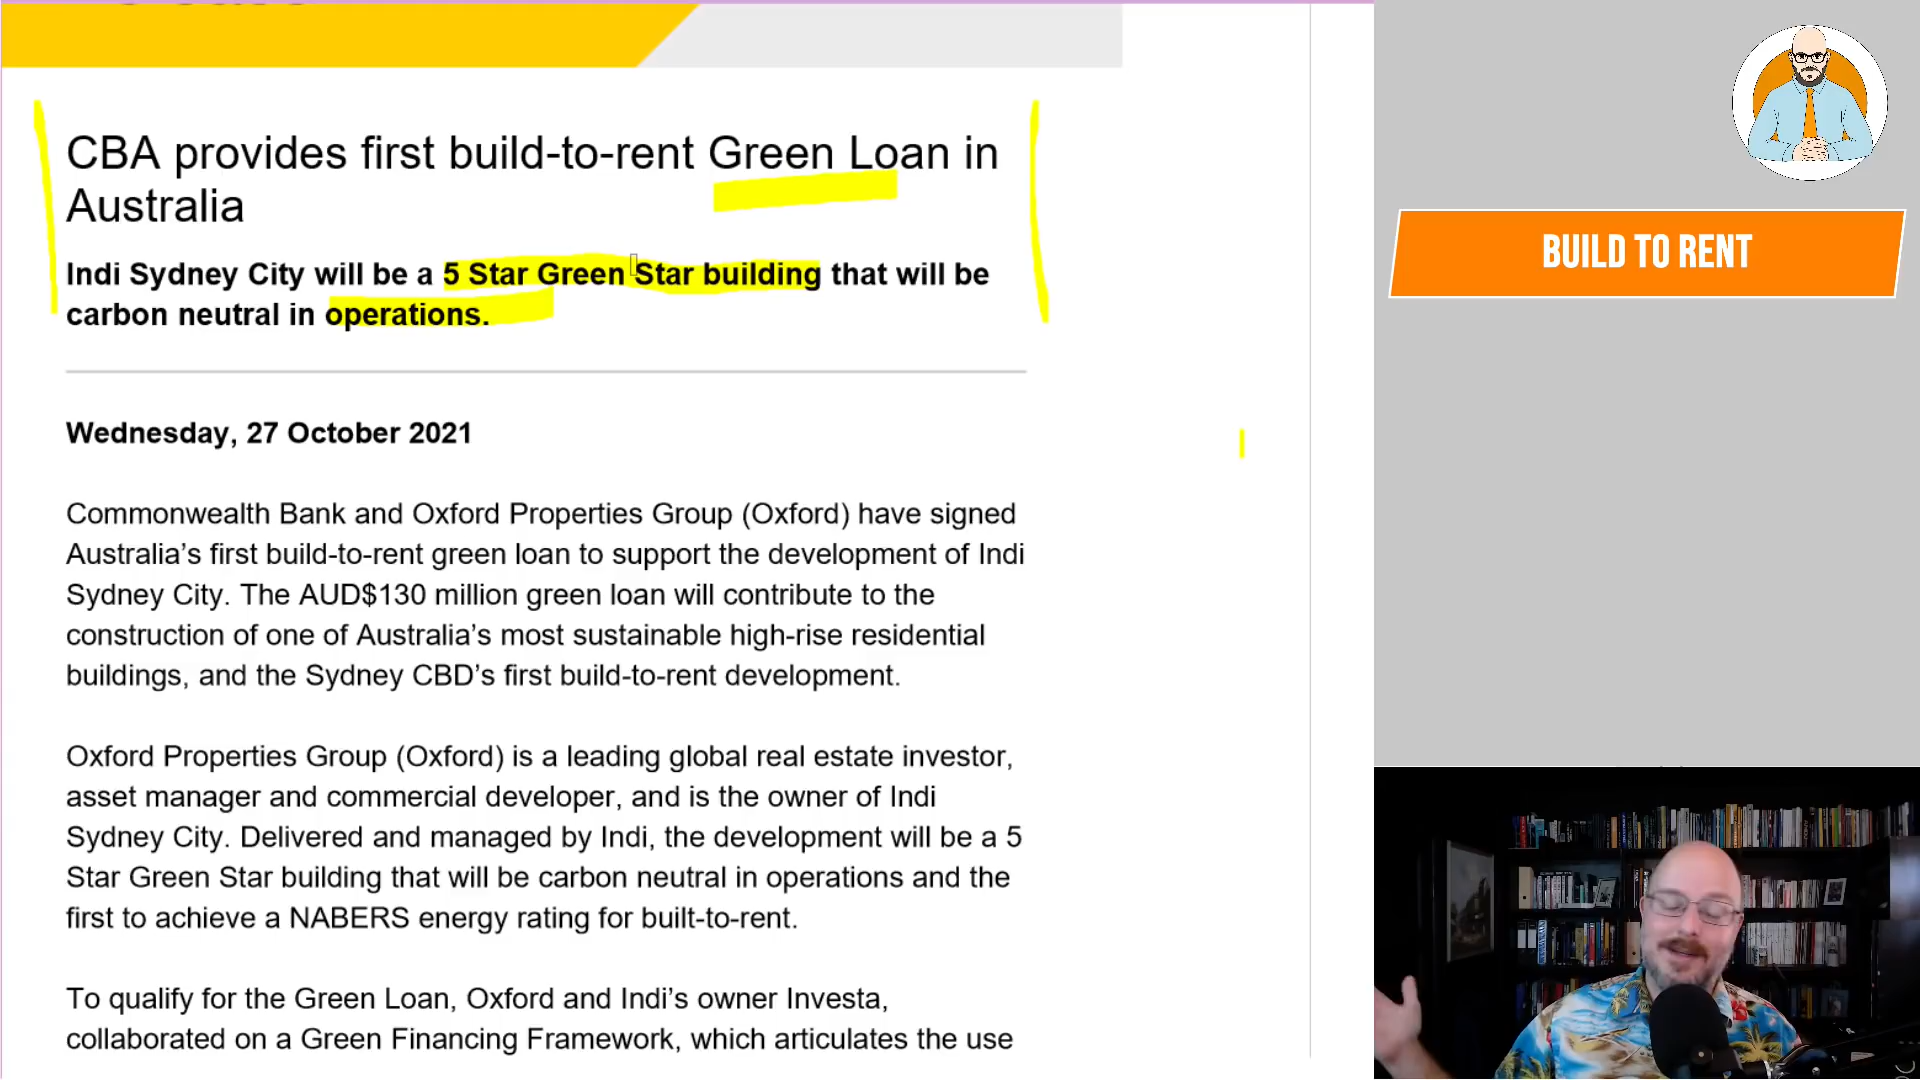 CBA provides first build-to-rent Green Loan in
Australia
Indi Sydney City will be a 5 Star Green Star building that will be
carbon neutral in operations.
Wednesday, 27 October 2021
Commonwealth Bank and Oxford Properties Group (Oxford) have signed
Australia’s first build-to-rent green loan to support the development of Indi
Sydney City. The AUD$130 million green loan will contribute to the
construction of one of Australia’s most sustainable high-rise residential
buildings, and the Sydney CBD’s first build-to-rent development.
Oxford Properties Group (Oxford) is a leading global real estate investor,
asset manager and commercial developer, and is the owner of Indi
Sydney City. Delivered and managed by Indi, the development will be a 5
Star Green Star building that will be carbon neutral in operations and the
first to achieve a NABERS energy rating for built-to-rent.
To qualify for the Green Loan, Oxford and Indi’s owner Investa,
collaborated on a Green Financing Framework, which articulates the use
BUILD TO RENT